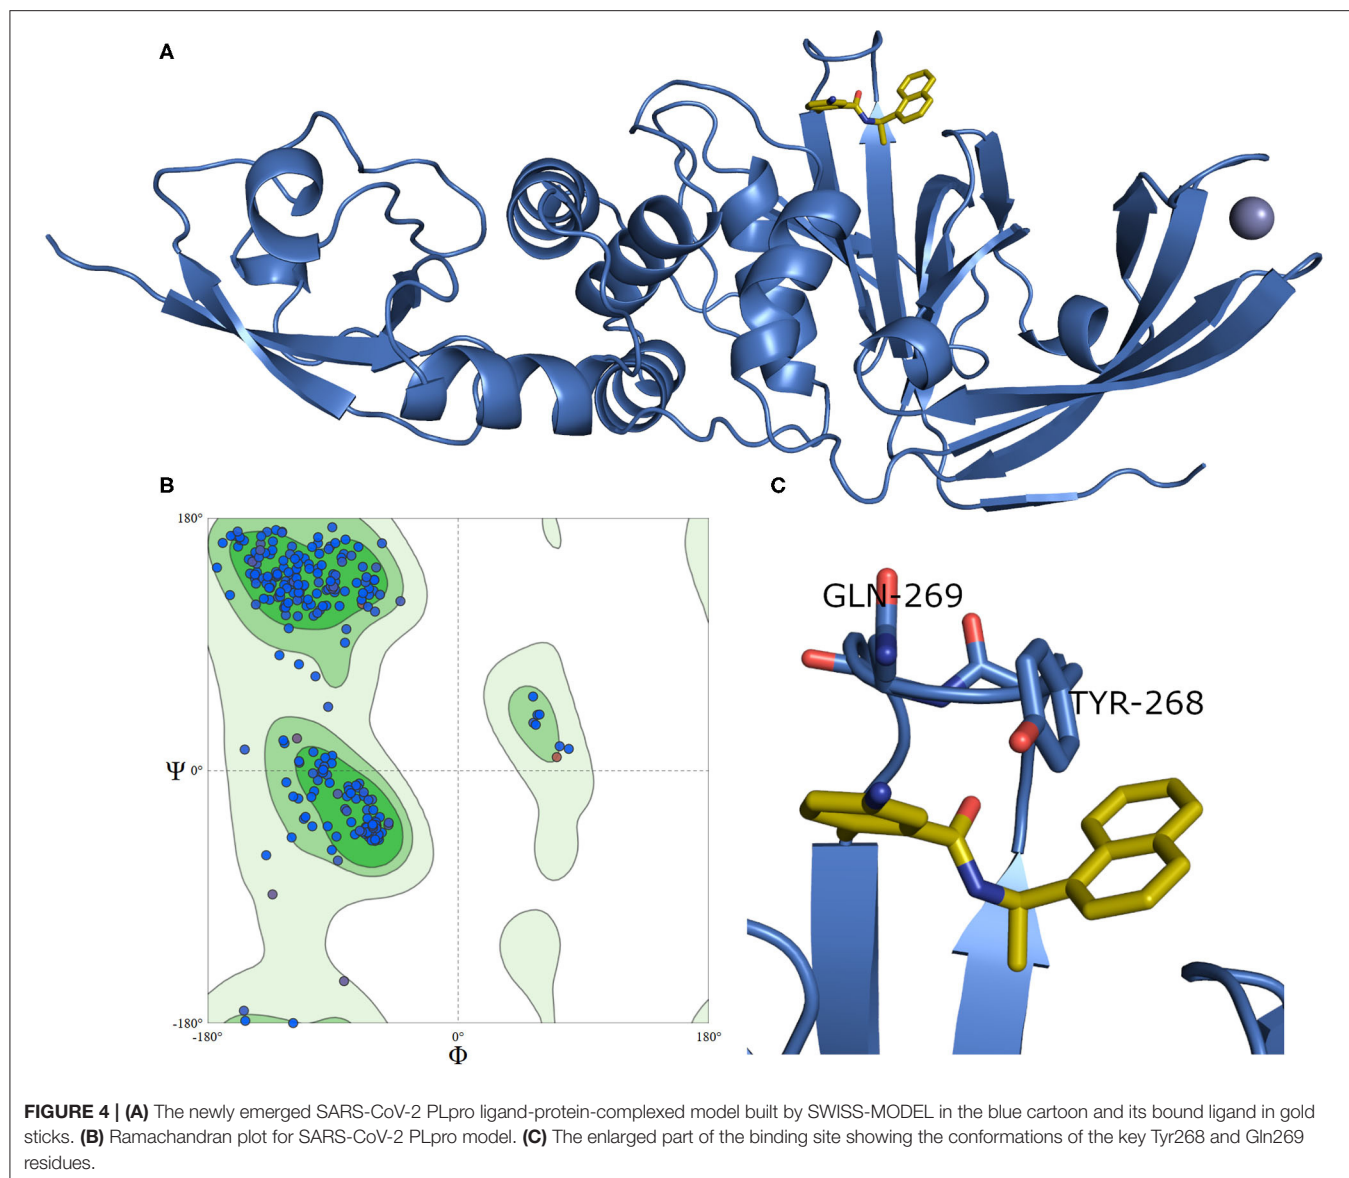 A
B
C
180°
Ψ 0°
-180°
-180°
0°
180°
Φ
GLN-269
TYR-268
FIGURE 4 | (A) The newly emerged SARS-CoV-2 PLpro ligand-protein-complexed model built by SWISS-MODEL in the blue cartoon and its bound ligand in gold
sticks. (B) Ramachandran plot for SARS-CoV-2 PLpro model. (C) The enlarged part of the binding site showing the conformations of the key Tyr268 and Gln269
residues.